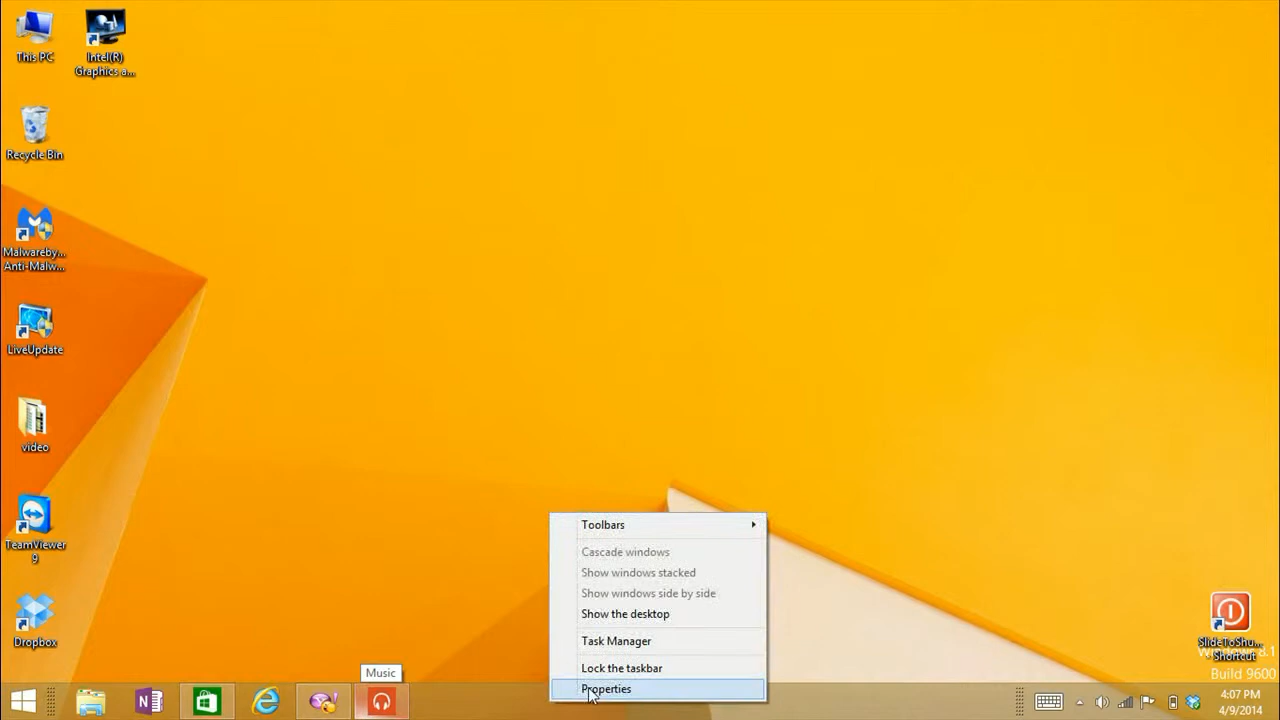 This PC
Intel(R)
Graphics a...
Recycle Bin
Malwareby...
Anti-Malw...
LiveUpdate
video
TeamViewer
9
Dropbox
Toolbars
Cascade windows
Show windows stacked
Show windows side by side
Show the desktop
Task Manager
Lock the taskbar
Properties
Music
SlideToShu...
Shortcut
Windows 8.1
Build 9600
4:07 PM
4/9/2014